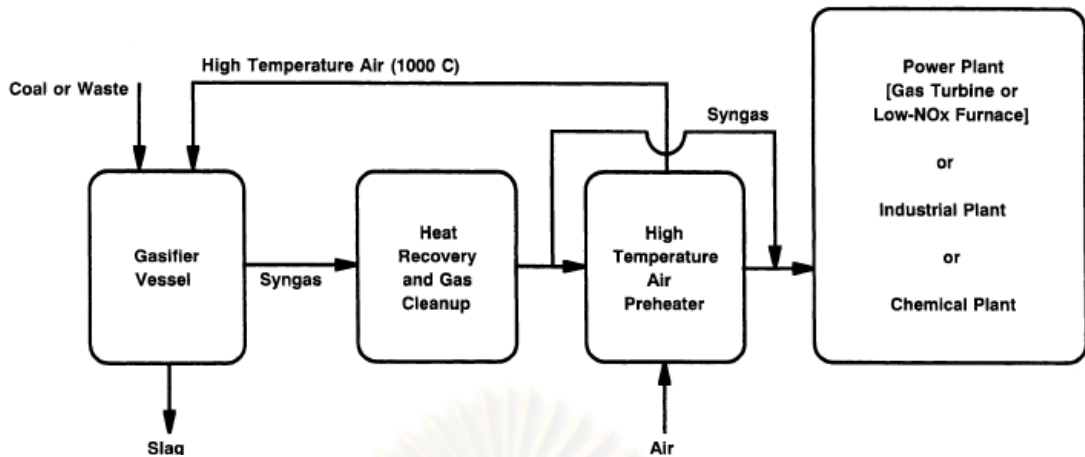 High Temperature Air (1000 C)
Coal or Waste
Syngas
Power Plant
[Gas Turbine or
Low-NOx Furnace]
or
Industrial Plant
or
Chemical Plant
Gasifier
Vessel
Syngas
Heat
Recovery
and Gas
Cleanup
High
Temperature
Air
Preheater
Slag
Air